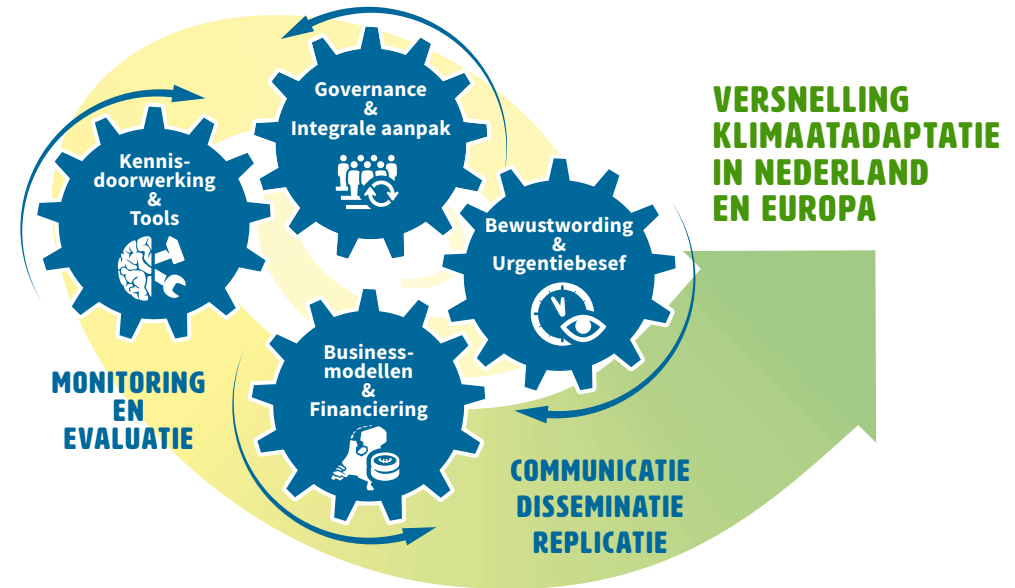 Governance
&
Integrale aanpak
Kennis-
doorwerking
&
Tools
Bewustwording
&
Urgentiebesef
Business-
modellen
&
Financiering
VERSNELLING
KLIMAATADAPTATIE
IN NEDERLAND
EN EUROPA
MONITORING
EN
EVALUATIE
COMMUNICATIE
DISSEMINATIE
REPLICATIE